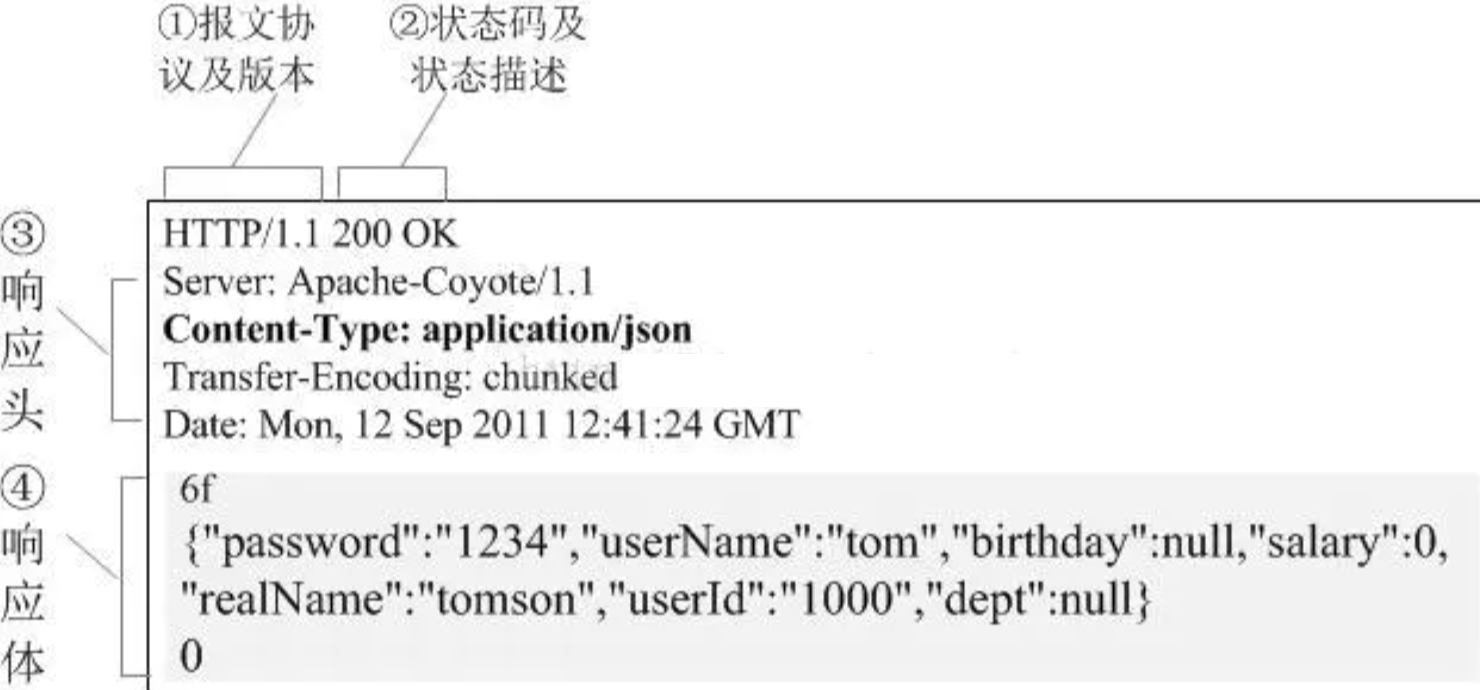 ①报文协
议及版本
②状态码及
状态描述
HTTP/1.1 200 OK
③
响
应
头
Server: Apache-Coyote/1.1
Content-Type: application/json
Transfer-Encoding: chunked
Date: Mon, 12 Sep 2011 12:41:24 GMT
④
响
应
体
6f
{"password":"1234","userName":"tom","birthday":null,"salary":0,
"realName":"tomson","userId":"1000","dept":null}
0